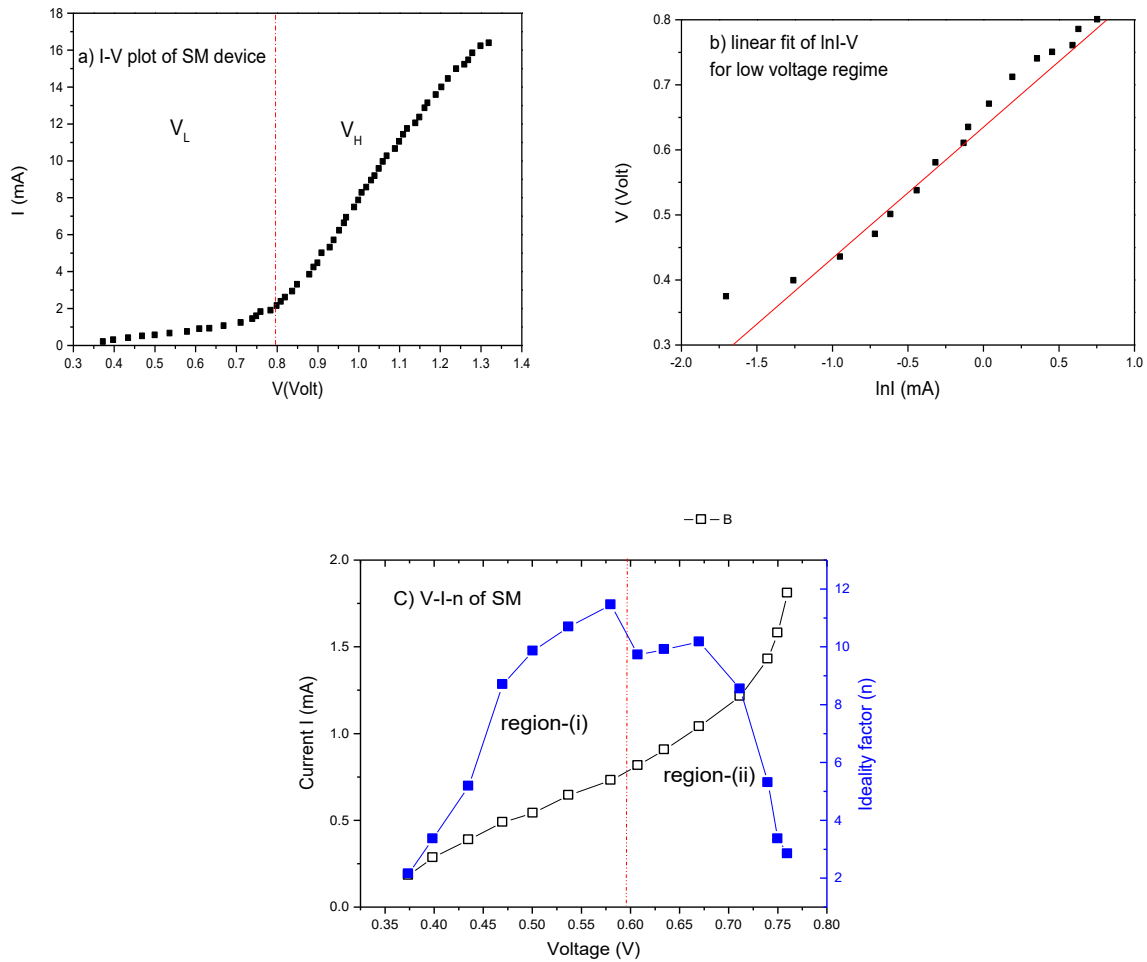 a) I-V plot of SM device
V_L
V_H
I (mA)
18
16
14
12
10
8
6
4
2
0
0.3 0.4 0.5 0.6 0.7 0.8 0.9 1.0 1.1 1.2 1.3 1.4
V(Volt)
b) linear fit of lnI-V
for low voltage regime
V (Volt)
0.8
0.7
0.6
0.5
0.4
0.3
-2.0 -1.5 -1.0 -0.5 0.0 0.5 1.0
lnI (mA)
B
C) V-I-n of SM
region-(i)
region-(ii)
Current I (mA)
2.0
1.5
1.0
0.5
0.0
12
10
8
6
4
2
Ideality factor (n)
0.35 0.40 0.45 0.50 0.55 0.60 0.65 0.70 0.75 0.80
Voltage (V)